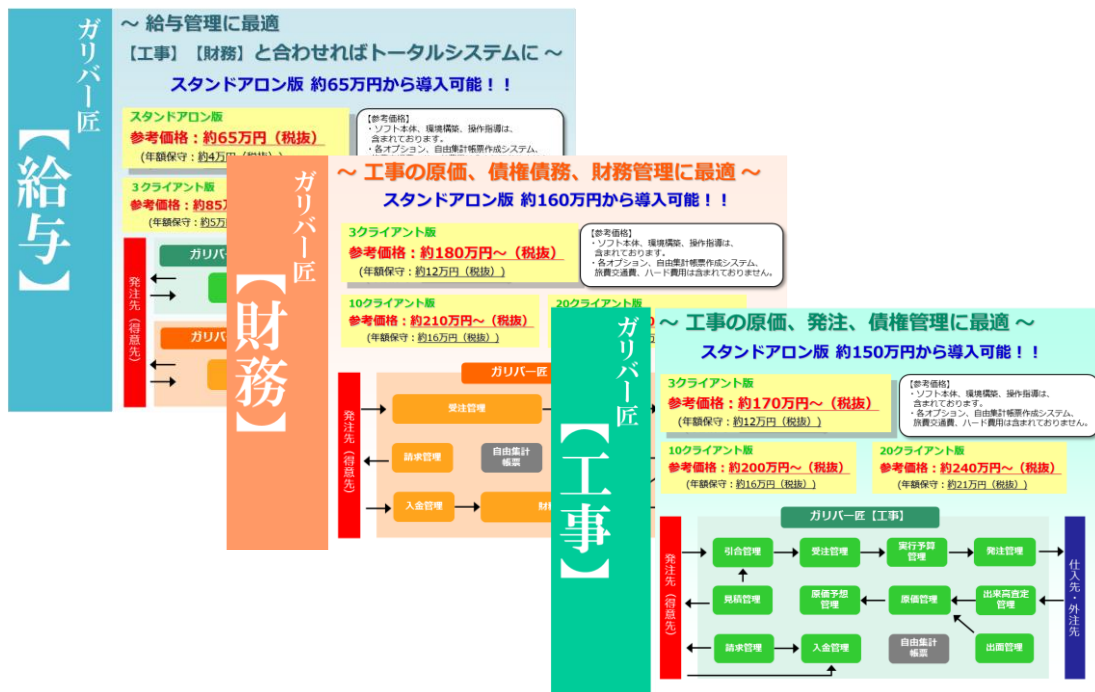 ガリバー匠
【給与】
～ 給与管理に最適
【工事】【財務】と合わせればトータルシステムに ～
スタンドアロン版 約65万円から導入可能！！
スタンドアロン版
参考価格：約65万円（税抜）
(年額保守：約4万円（税抜）)
【参考価格】
・ソフト本体、環境構築、操作指導は、
含まれております。
・各オプション、自由集計帳票作成システム、
3クライアント版
参考価格：約85万
(年額保守：約5万
発注先（得意先）
ガリバー匠
【財務】
～ 工事の原価、債権債務、財務管理に最適 ～
スタンドアロン版 約160万円から導入可能！！
3クライアント版
参考価格：約180万円～（税抜）
(年額保守：約12万円（税抜）)
【参考価格】
・ソフト本体、環境構築、操作指導は、
含まれております。
・各オプション、自由集計帳票作成システム、
旅費交通費、ハード費用は含まれておりません。
10クライアント版
参考価格：約210万円～（税抜）
(年額保守：約16万円（税抜）)
20クライアント版
ガリバー匠
発注先（得意先）
受注管理
請求管理
自由集計
帳票
入金管理
ガリバー匠
【工事】
～ 工事の原価、発注、債権管理に最適 ～
スタンドアロン版 約150万円から導入可能！！
3クライアント版
参考価格：約170万円～（税抜）
(年額保守：約12万円（税抜）)
【参考価格】
・ソフト本体、環境構築、操作指導は、
含まれております。
・各オプション、自由集計帳票作成システム、
旅費交通費、ハード費用は含まれておりません。
10クライアント版
参考価格：約200万円～（税抜）
(年額保守：約16万円（税抜）)
20クライアント版
参考価格：約240万円～（税抜）
(年額保守：約21万円（税抜）)
ガリバー匠【工事】
発注先（得意先）
引合管理
受注管理
実行予算
管理
発注管理
見積管理
原価予想
管理
原価管理
出来高査定
管理
請求管理
入金管理
自由集計
帳票
出面管理
仕入先・外注先